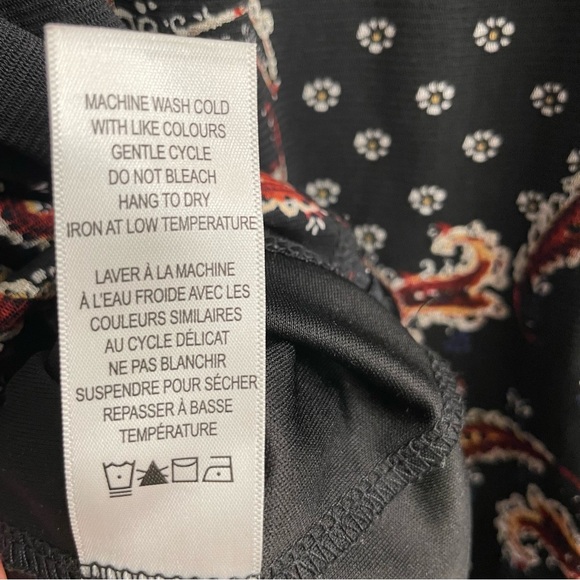 MACHINE WASH COLD
WITH LIKE COLOURS
GENTLE CYCLE
DO NOT BLEACH
HANG TO DRY
IRON AT LOW TEMPERATURE
LAVER À LA MACHINE
À L'EAU FROIDE AVEC LES
COULEURS SIMILAIRES
AU CYCLE DÉLICAT
NE PAS BLANCHIR
SUSPENDRE POUR SÉCHER
REPASSER À BASSE
TEMPÉRATURE